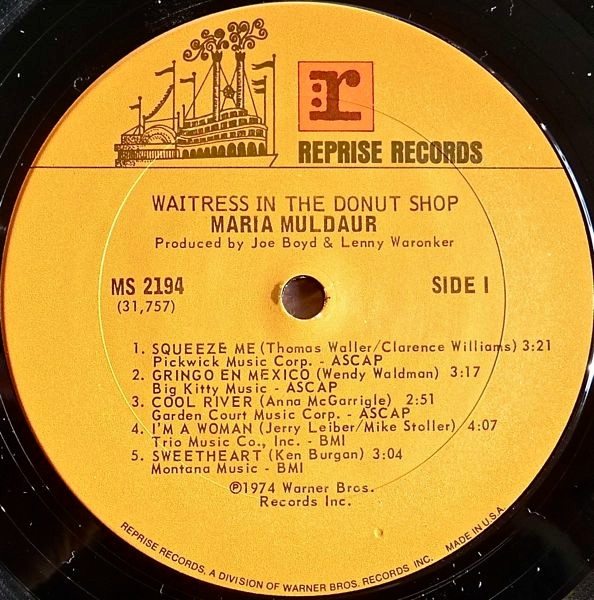 r:
REPRISE RECORDS
WAITRESS IN THE DONUT SHOP
MARIA MULDAUR
Produced by Joe Boyd & Lenny Waronker
MS 2194
(31,757)
SIDE I
1. SQUEEZE ME (Thomas Waller/Clarence Williams) 3:21
Pickwick Music Corp. - ASCAP
2. GRINGO EN MEXICO (Wendy Waldman) 3:17
Big Kitty Music - ASCAP
3. COOL RIVER (Anna McGarrigle) 2:51
Garden Court Music Corp. - ASCAP
4. I'M A WOMAN (Jerry Leiber/Mike Stoller) 4:07
Trio Music Co., Inc. - BMI
5. SWEETHEART (Ken Burgan) 3:04
Montana Music - BMI
℗1974 Warner Bros.
Records Inc.
REPRISE RECORDS, A DIVISION OF WARNER BROS. RECORDS INC. MADE IN U.S.A.